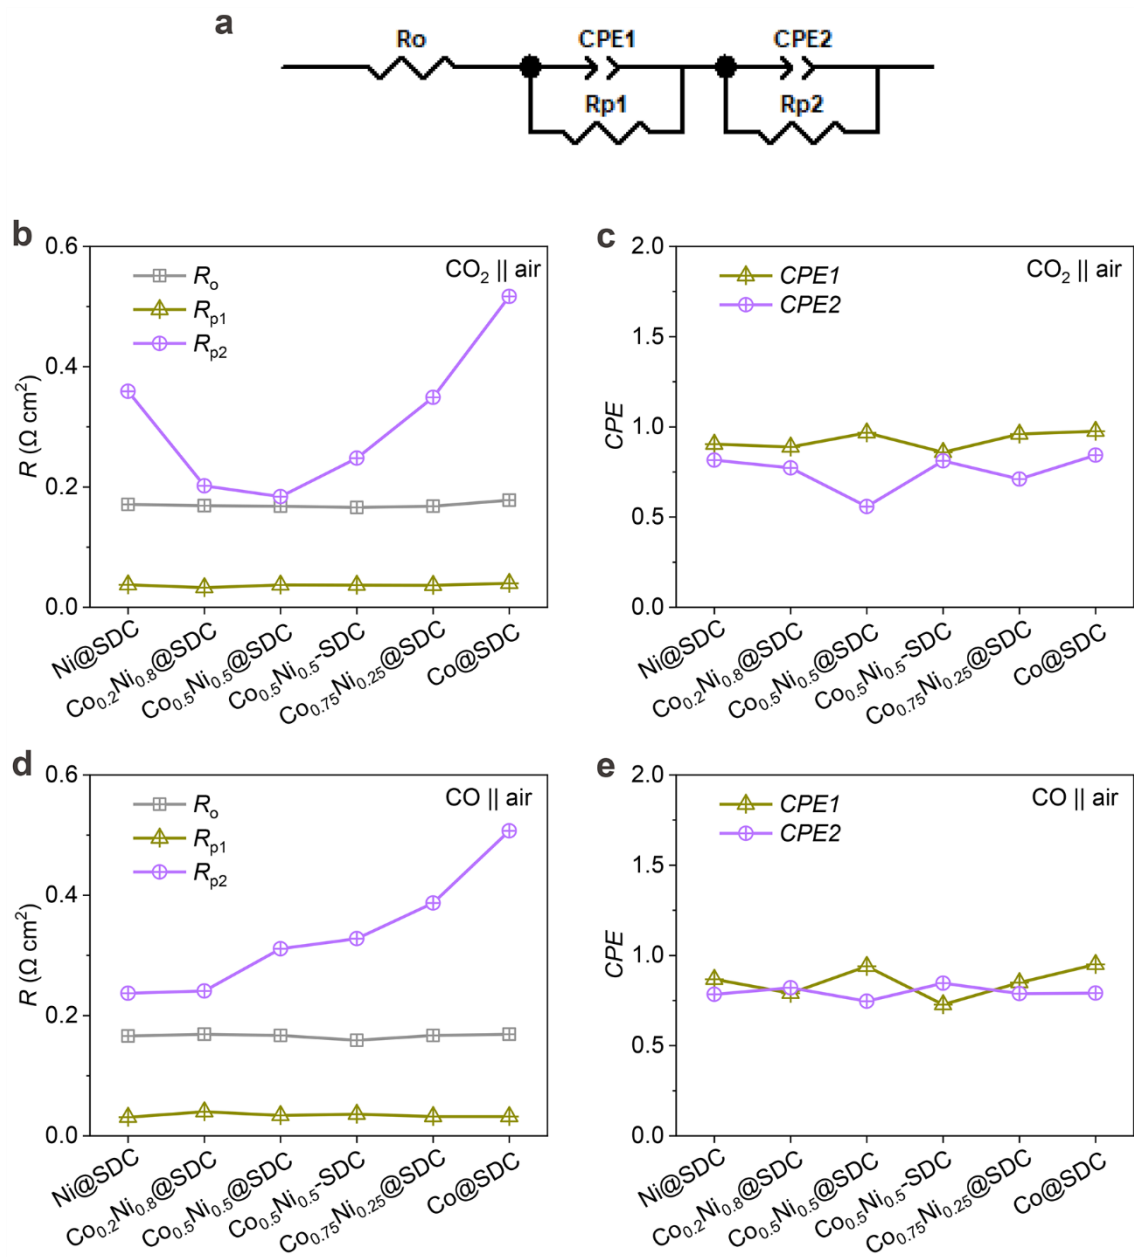 a
Ro
CPE1
CPE2
Rp1
Rp2
b
0.6
0.4
0.2
0.0
R (Ω cm²)
Rₒ
Rₚ₁
Rₚ₂
CO₂ || air
Ni@SDC
Co₀.₂Ni₀.₈@SDC
Co₀.₅Ni₀.₅@SDC
Co₀.₅Ni₀.₅-SDC
Co₀.₇₅Ni₀.₂₅@SDC
Co@SDC
c
2.0
1.5
1.0
0.5
0.0
CPE
CPE1
CPE2
CO₂ || air
Ni@SDC
Co₀.₂Ni₀.₈@SDC
Co₀.₅Ni₀.₅@SDC
Co₀.₅Ni₀.₅-SDC
Co₀.₇₅Ni₀.₂₅@SDC
Co@SDC
d
0.6
0.4
0.2
0.0
R (Ω cm²)
Rₒ
Rₚ₁
Rₚ₂
CO || air
Ni@SDC
Co₀.₂Ni₀.₈@SDC
Co₀.₅Ni₀.₅@SDC
Co₀.₅Ni₀.₅-SDC
Co₀.₇₅Ni₀.₂₅@SDC
Co@SDC
e
2.0
1.5
1.0
0.5
0.0
CPE
CPE1
CPE2
CO || air
Ni@SDC
Co₀.₂Ni₀.₈@SDC
Co₀.₅Ni₀.₅@SDC
Co₀.₅Ni₀.₅-SDC
Co₀.₇₅Ni₀.₂₅@SDC
Co@SDC